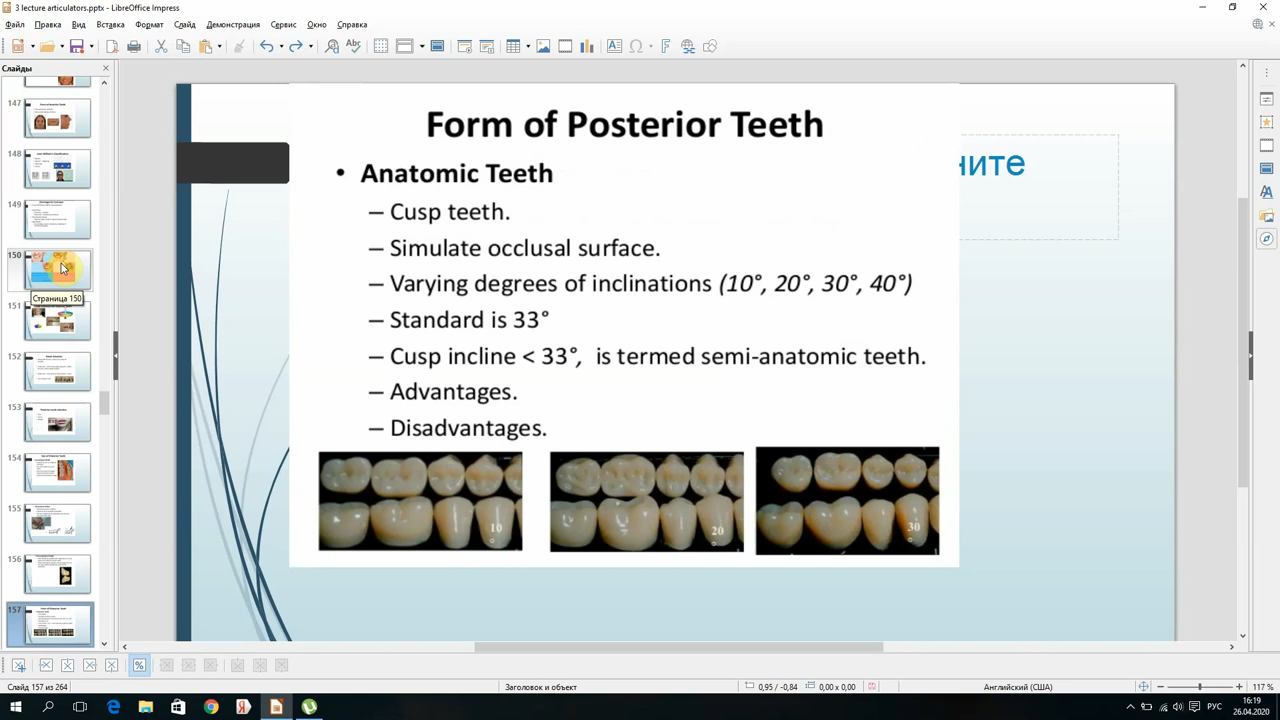 3 lecture articulators.pptx - LibreOffice Impress
Файл Правка Вид Вставка Формат Слайд Демонстрация Сервис Окно Справка
Слайды
147
148
149
150
Страница 150
151
152
153
154
155
156
157
ните
Form of Posterior Teeth
• Anatomic Teeth
– Cusp teeth.
– Simulate occlusal surface.
– Varying degrees of inclinations (10°, 20°, 30°, 40°)
– Standard is 33°
– Cusp incline < 33°, is termed semi-anatomic teeth.
– Advantages.
– Disadvantages.
10°
20°
30°
Слайд 157 из 264
Заголовок и объект
0,95 / -0,84
0,00 x 0,00
Английский (США)
117 %
РУС
16:19
26.04.2020